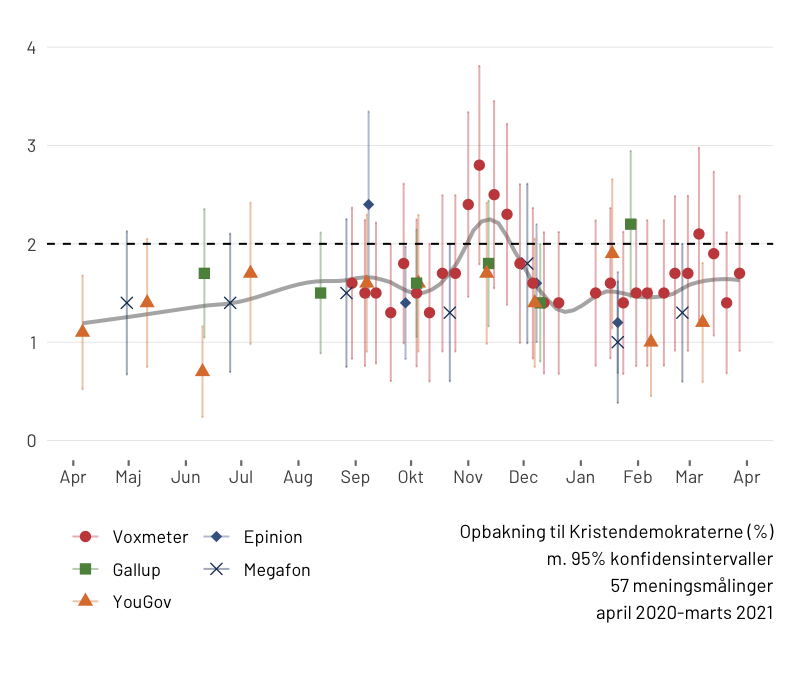 4
3
2
1
0
Apr Maj Jun Jul Aug Sep Okt Nov Dec Jan Feb Mar Apr
Voxmeter Epinion
Gallup Megafon
YouGov
Opbakning til Kristendemokraterne (%)
m. 95% konfidensintervaller
57 meningsmålinger
april 2020-marts 2021